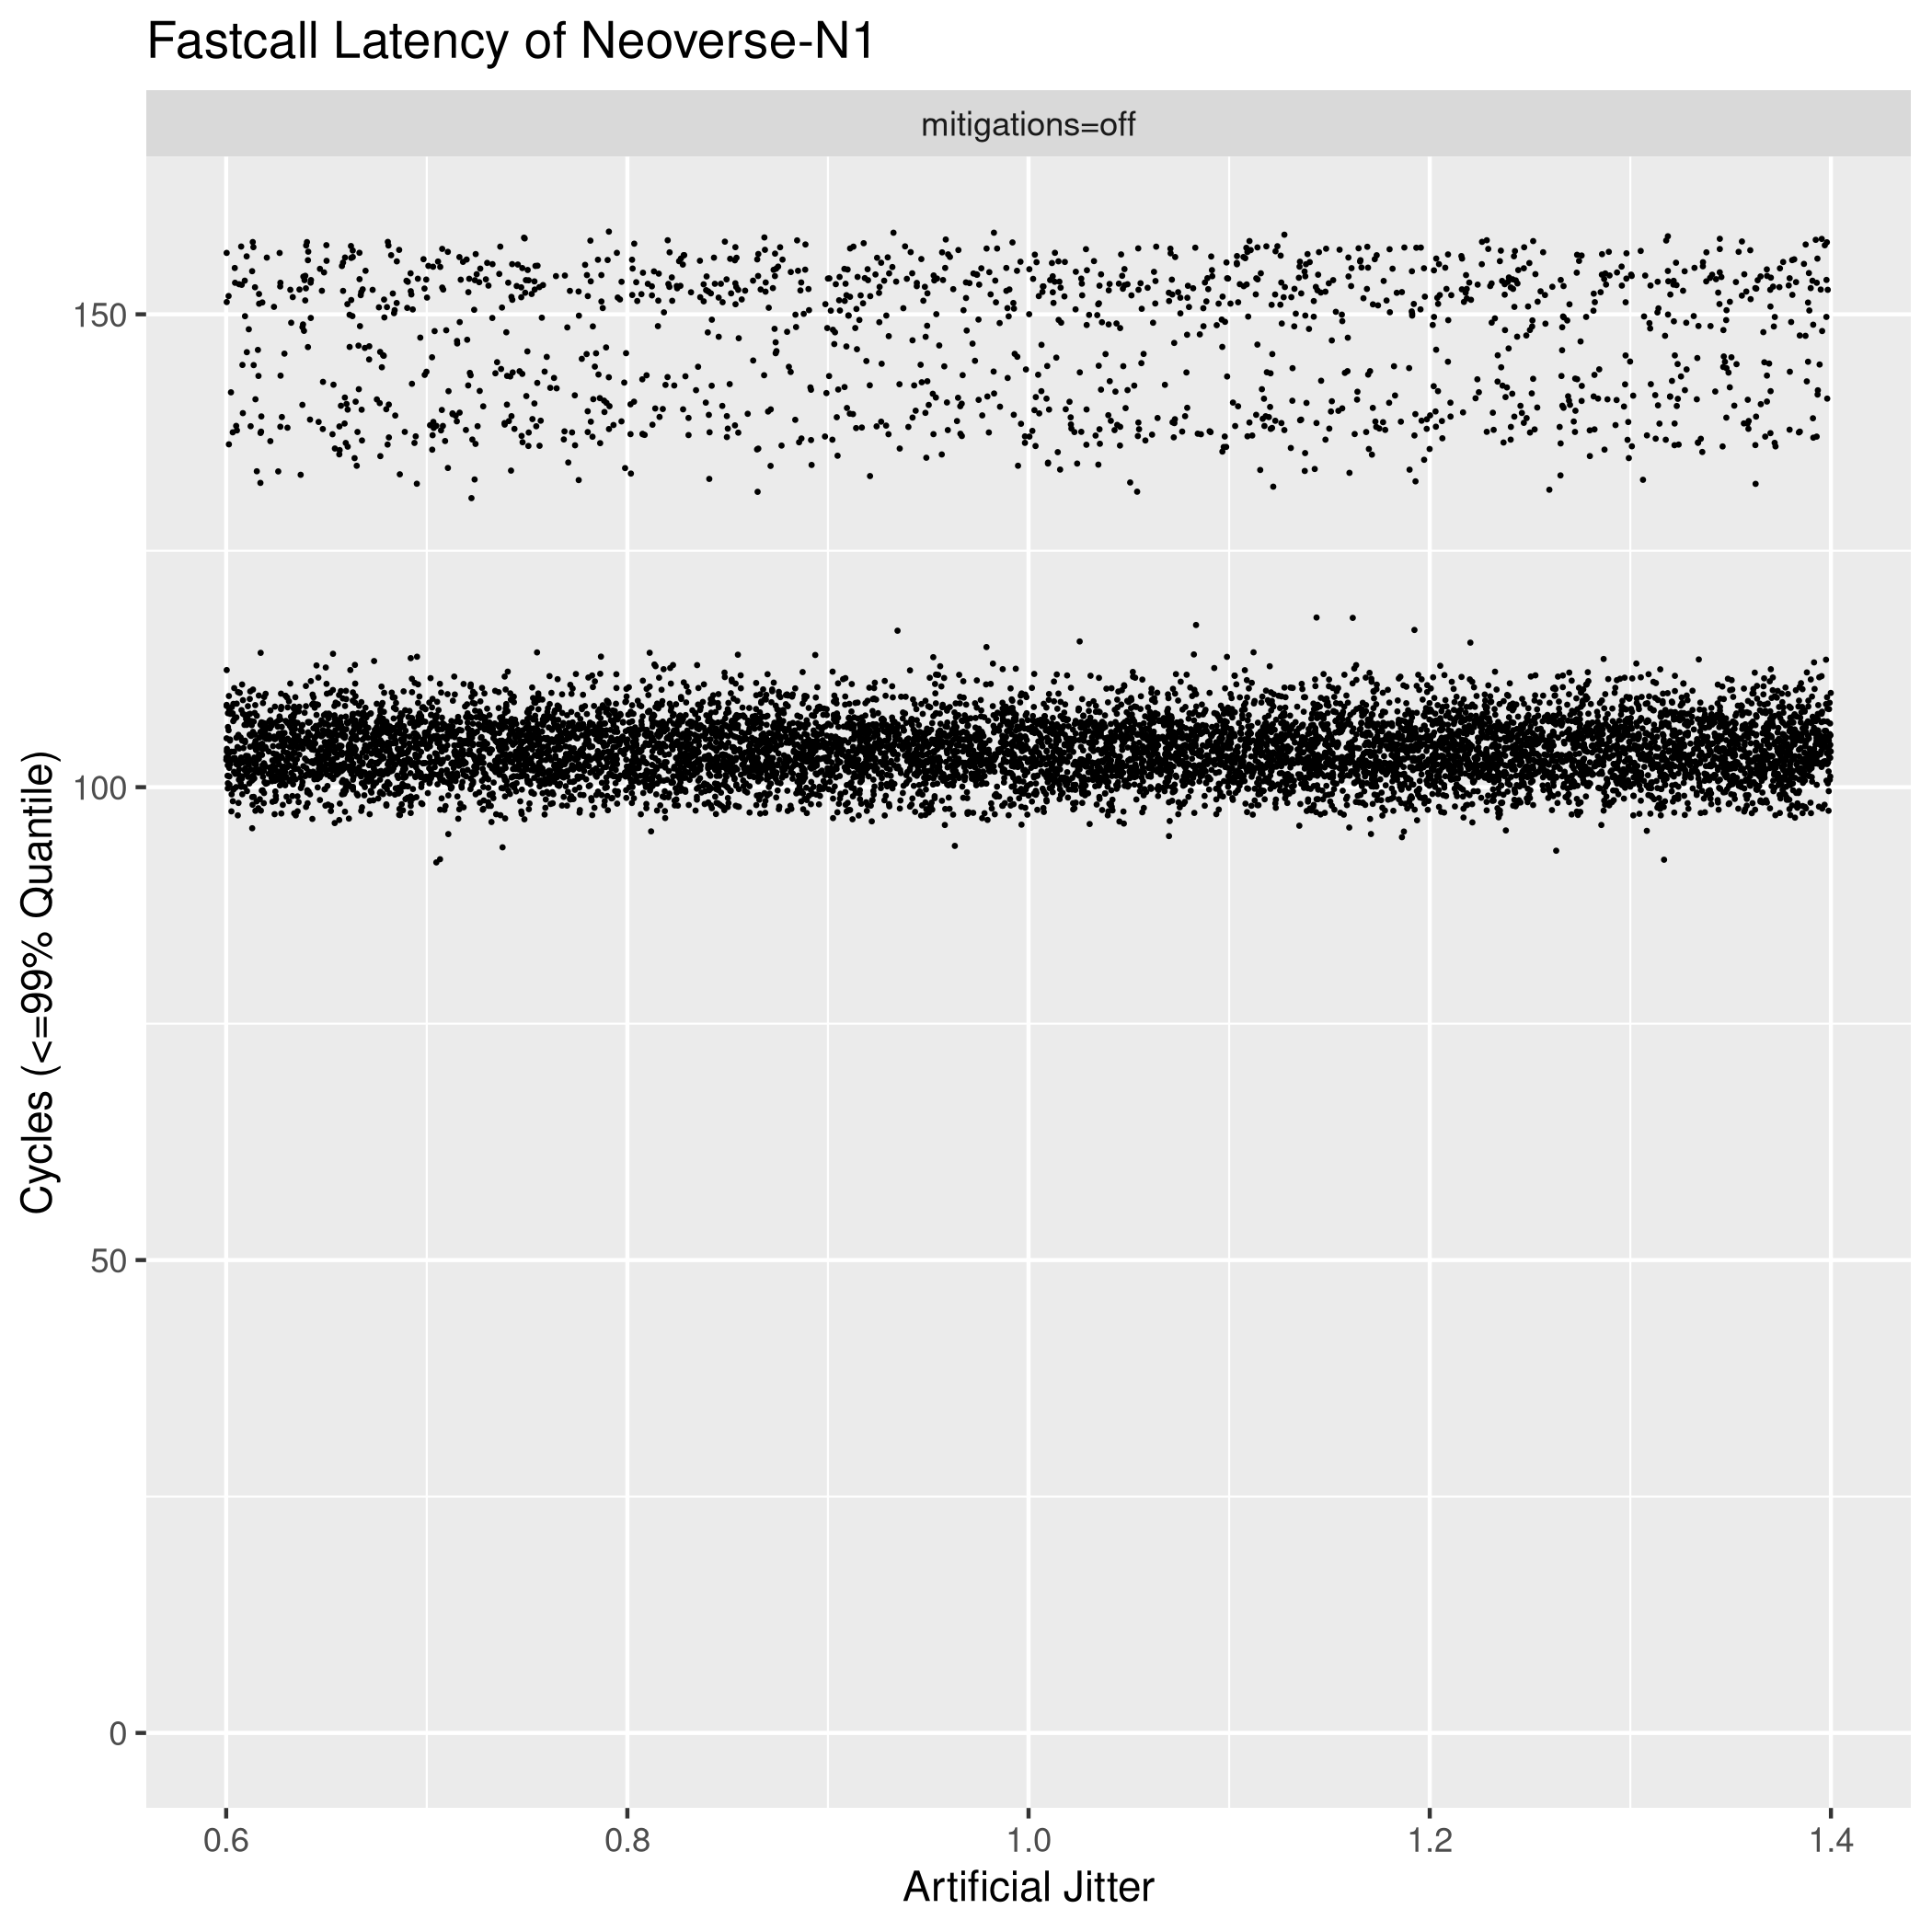 Fastcall Latency of Neoverse-N1
mitigations=off
Cycles (<=99% Quantile)
150
100
50
0
0.6 0.8 1.0 1.2 1.4
Artificial Jitter